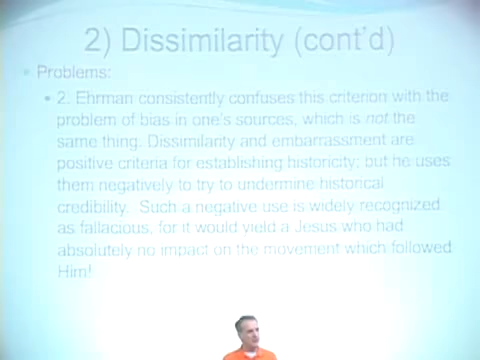 2) Dissimilarity (cont'd)
Problems:
2. Ehrman consistently confuses this criterion with the
problem of bias in one's sources, which is not the
same thing. Dissimilarity and embarrassment are
positive criteria for establishing historicity; but he uses
them negatively to try to undermine historical
credibility. Such a negative use is widely recognized
as fallacious, for it would yield a Jesus who had
absolutely no impact on the movement which followed
Him!